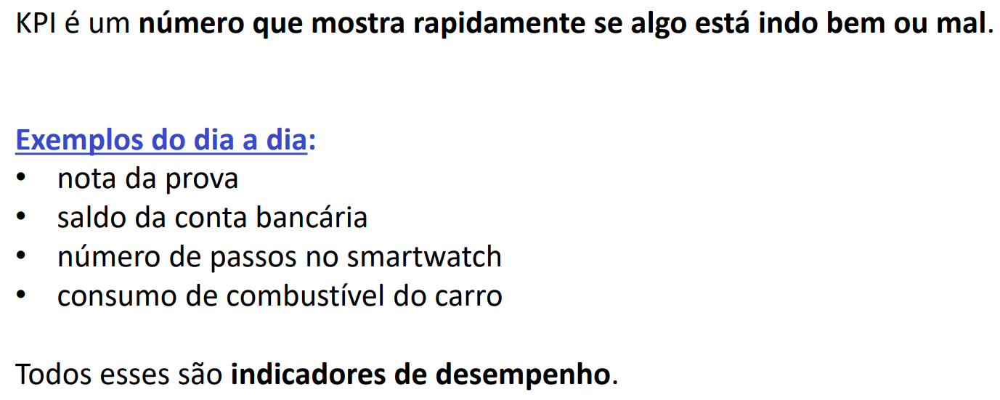 KPI é um número que mostra rapidamente se algo está indo bem ou mal.
Exemplos do dia a dia:
• nota da prova
• saldo da conta bancária
• número de passos no smartwatch
• consumo de combustível do carro
Todos esses são indicadores de desempenho.